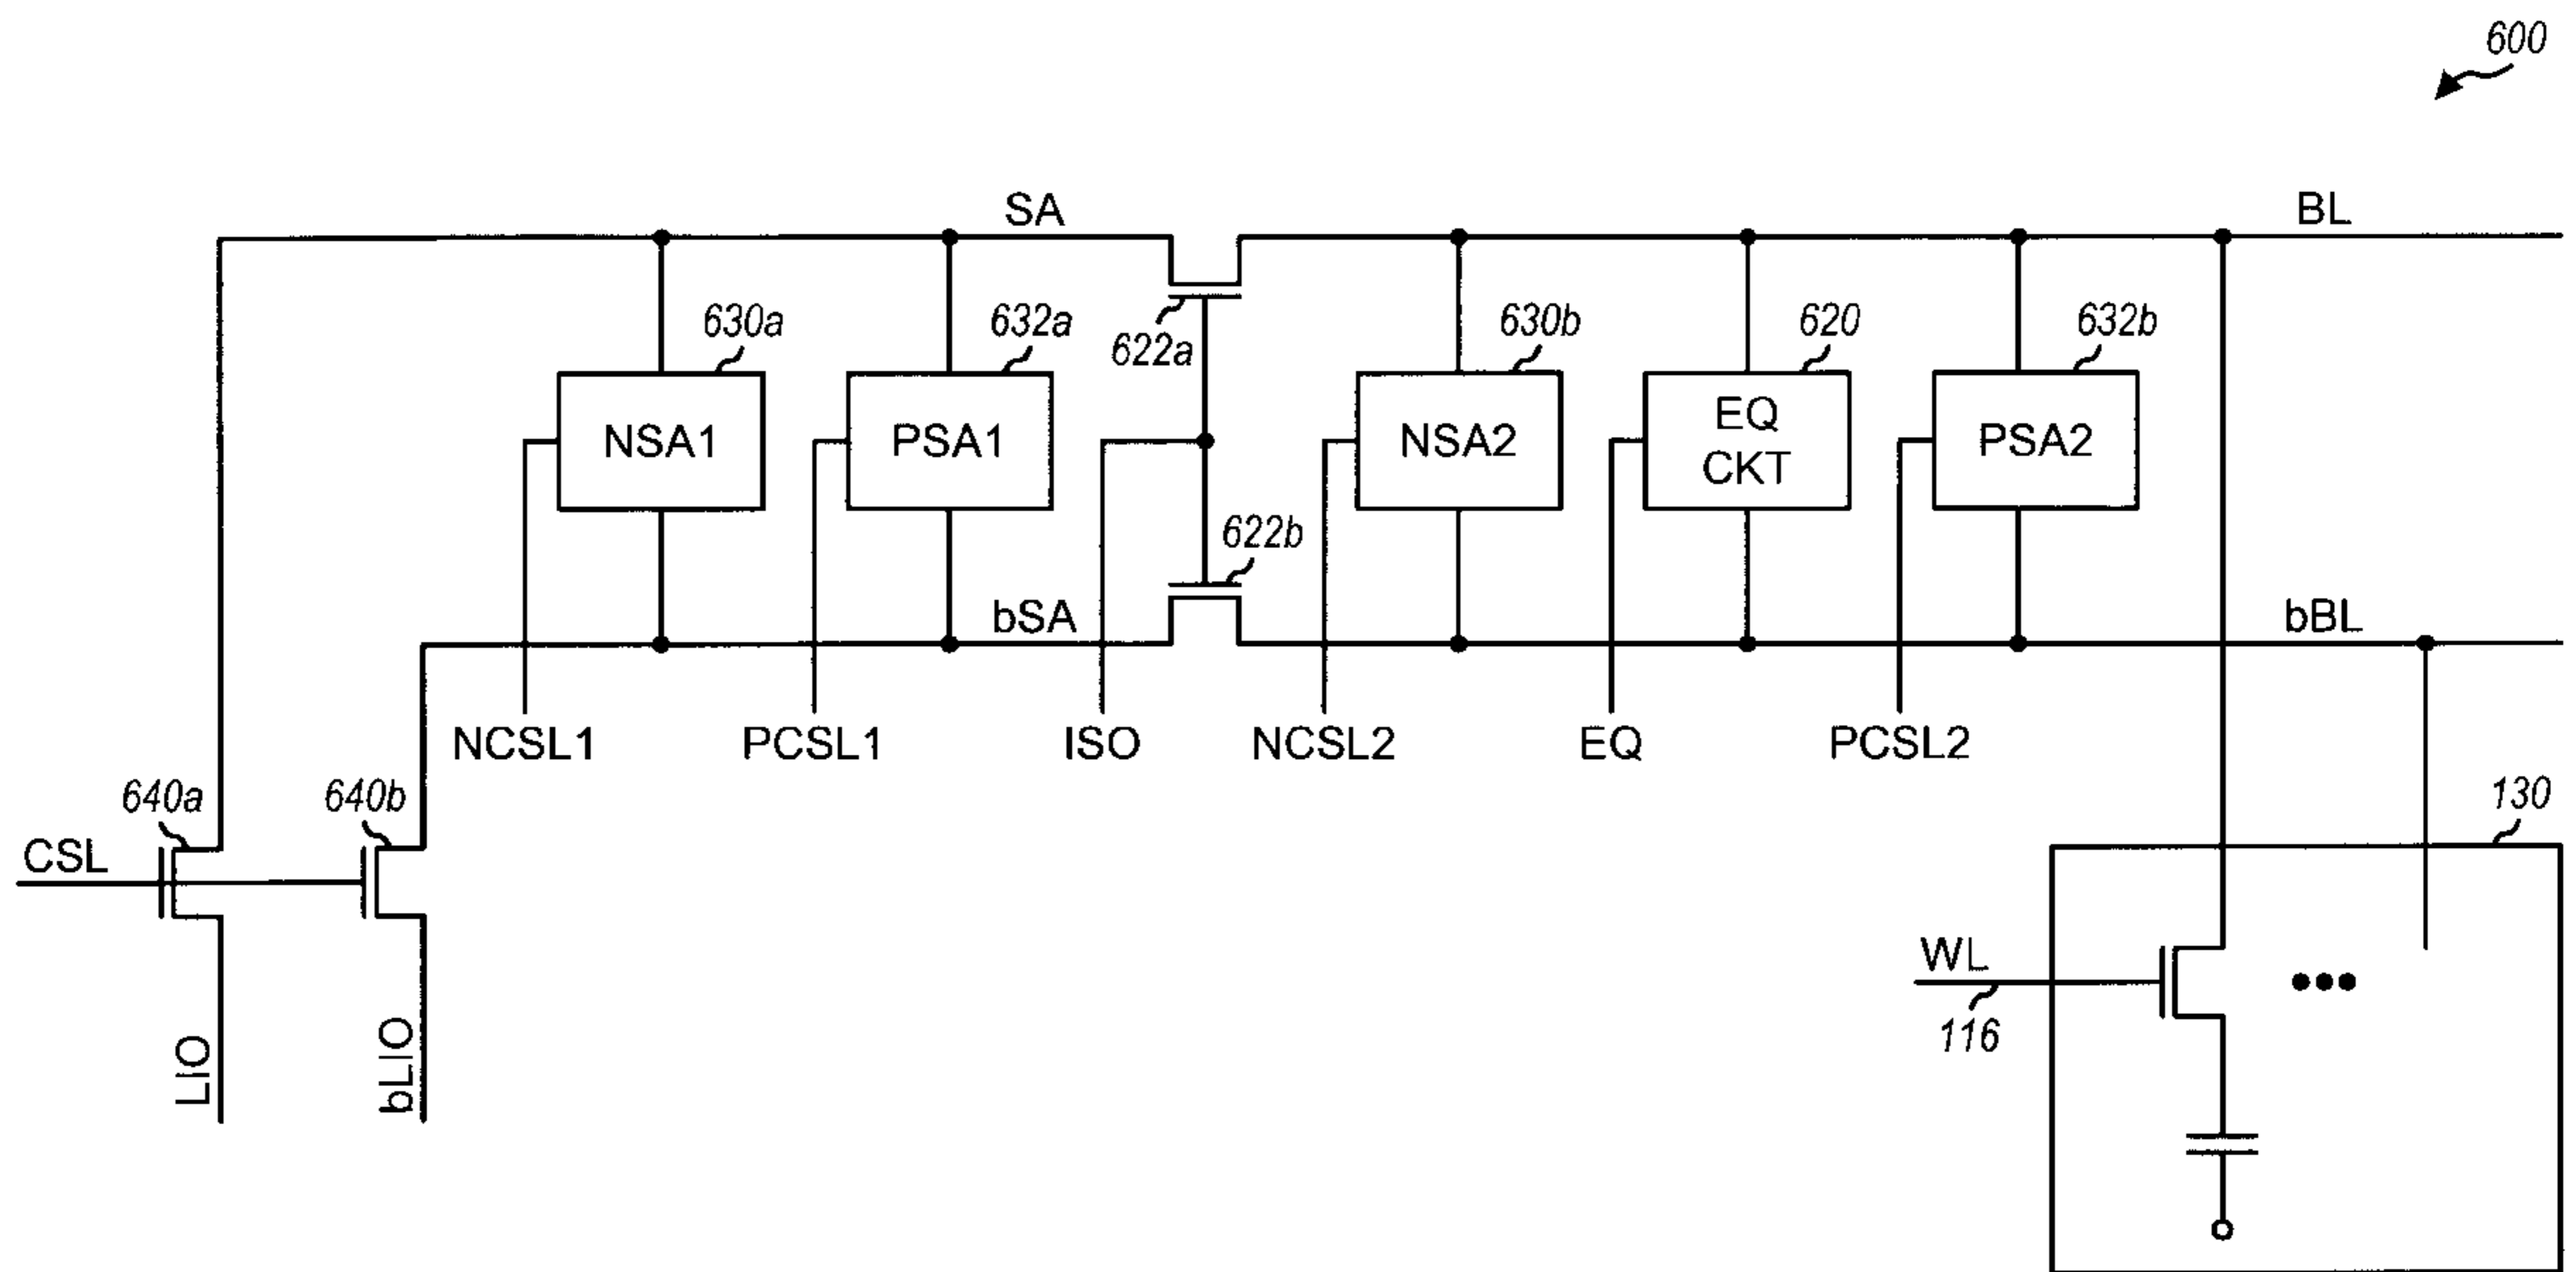 600
SA
BL
630a
632a
622a
630b
620
632b
NSA1
PSA1
NSA2
EQ
CKT
PSA2
622b
bSA
bBL
NCSL1
PCSL1
ISO
NCSL2
EQ
PCSL2
640a
640b
130
CSL
WL
116
LIO
bLIO